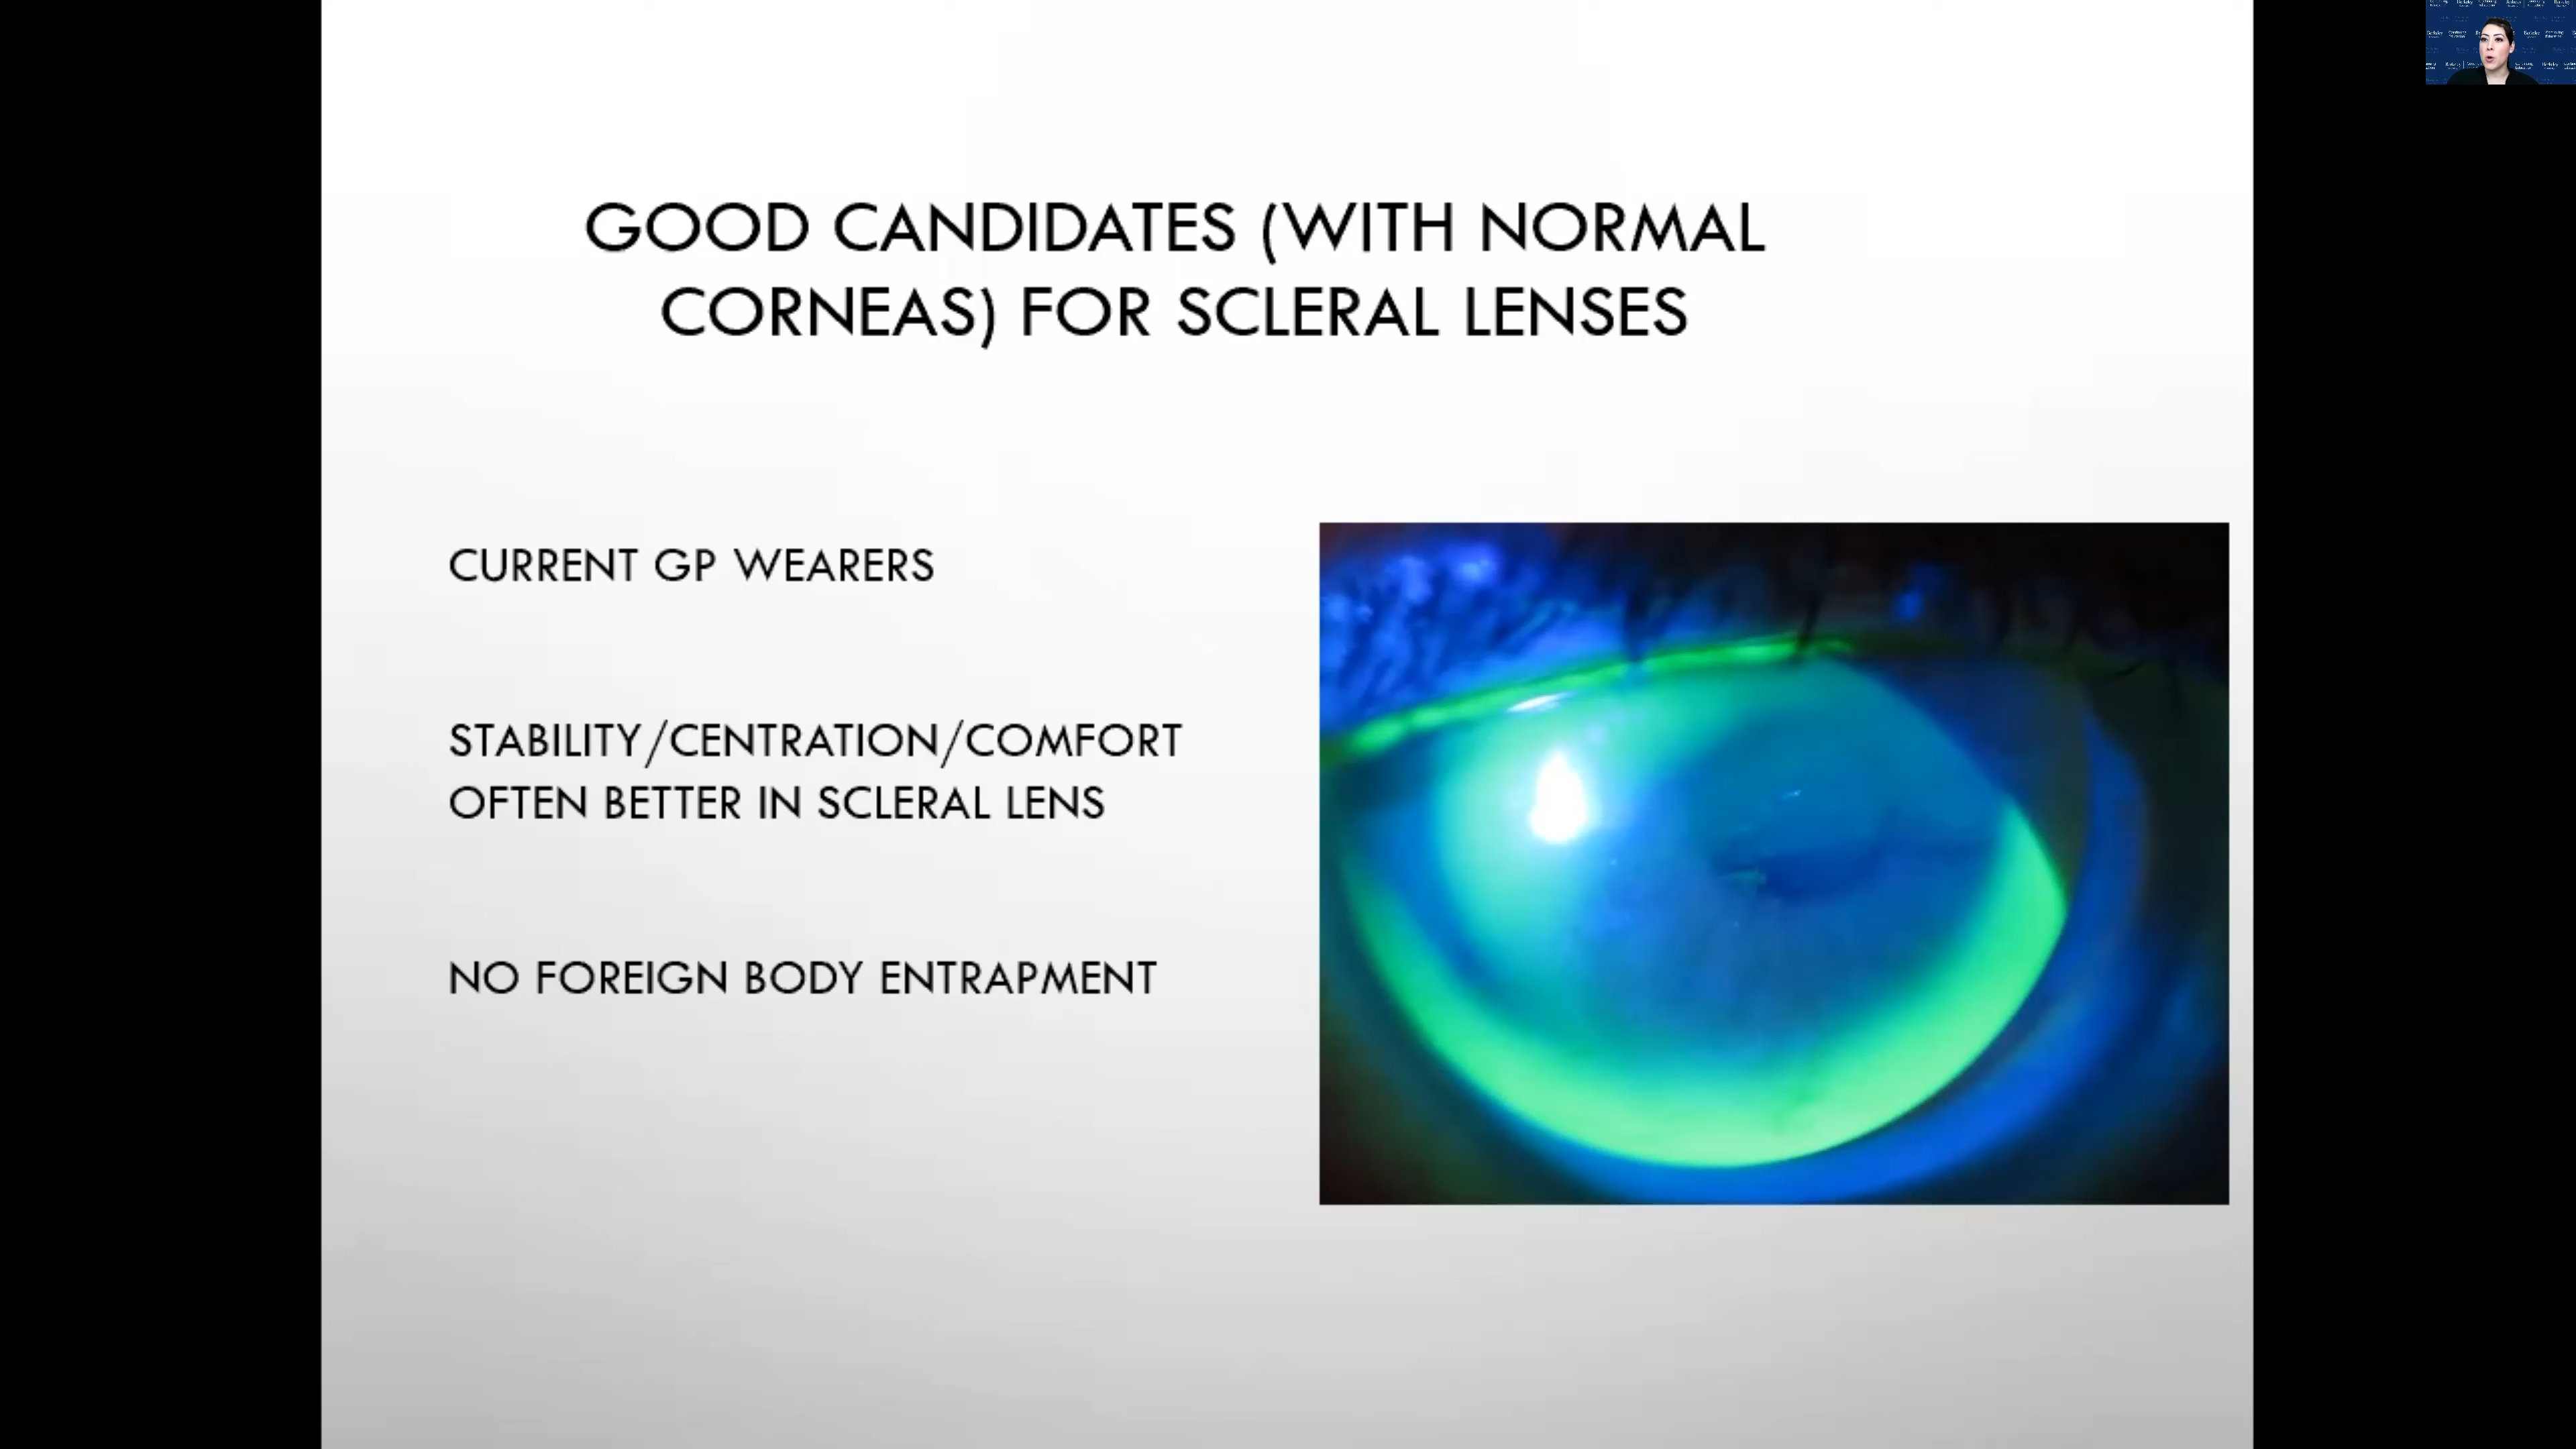 GOOD CANDIDATES (WITH NORMAL
CORNEAS) FOR SCLERAL LENSES
CURRENT GP WEARERS
STABILITY/CENTRATION/COMFORT
OFTEN BETTER IN SCLERAL LENS
NO FOREIGN BODY ENTRAPMENT